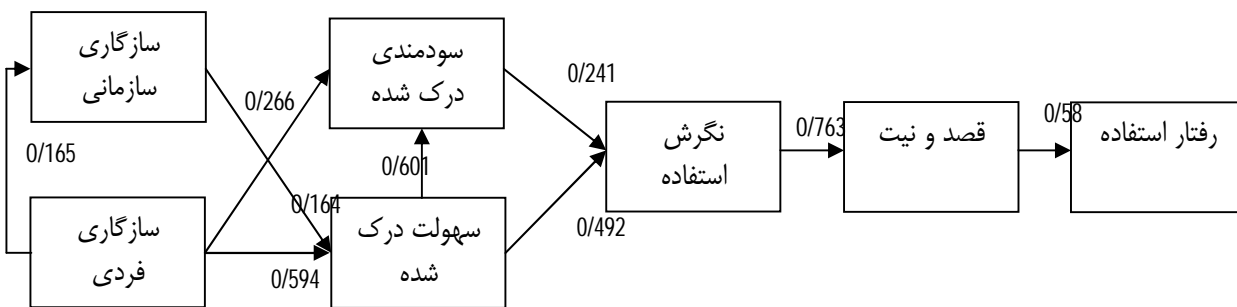 سازگاری
سازمانی
سودمندی
درک شده
0/241
0/266
نگرش
استفاده
0/763
قصد و نیت
0/58
رفتار استفاده
0/165
0/601
سازگاری
فردی
0/164
سهولت درک
شده
0/492
0/594